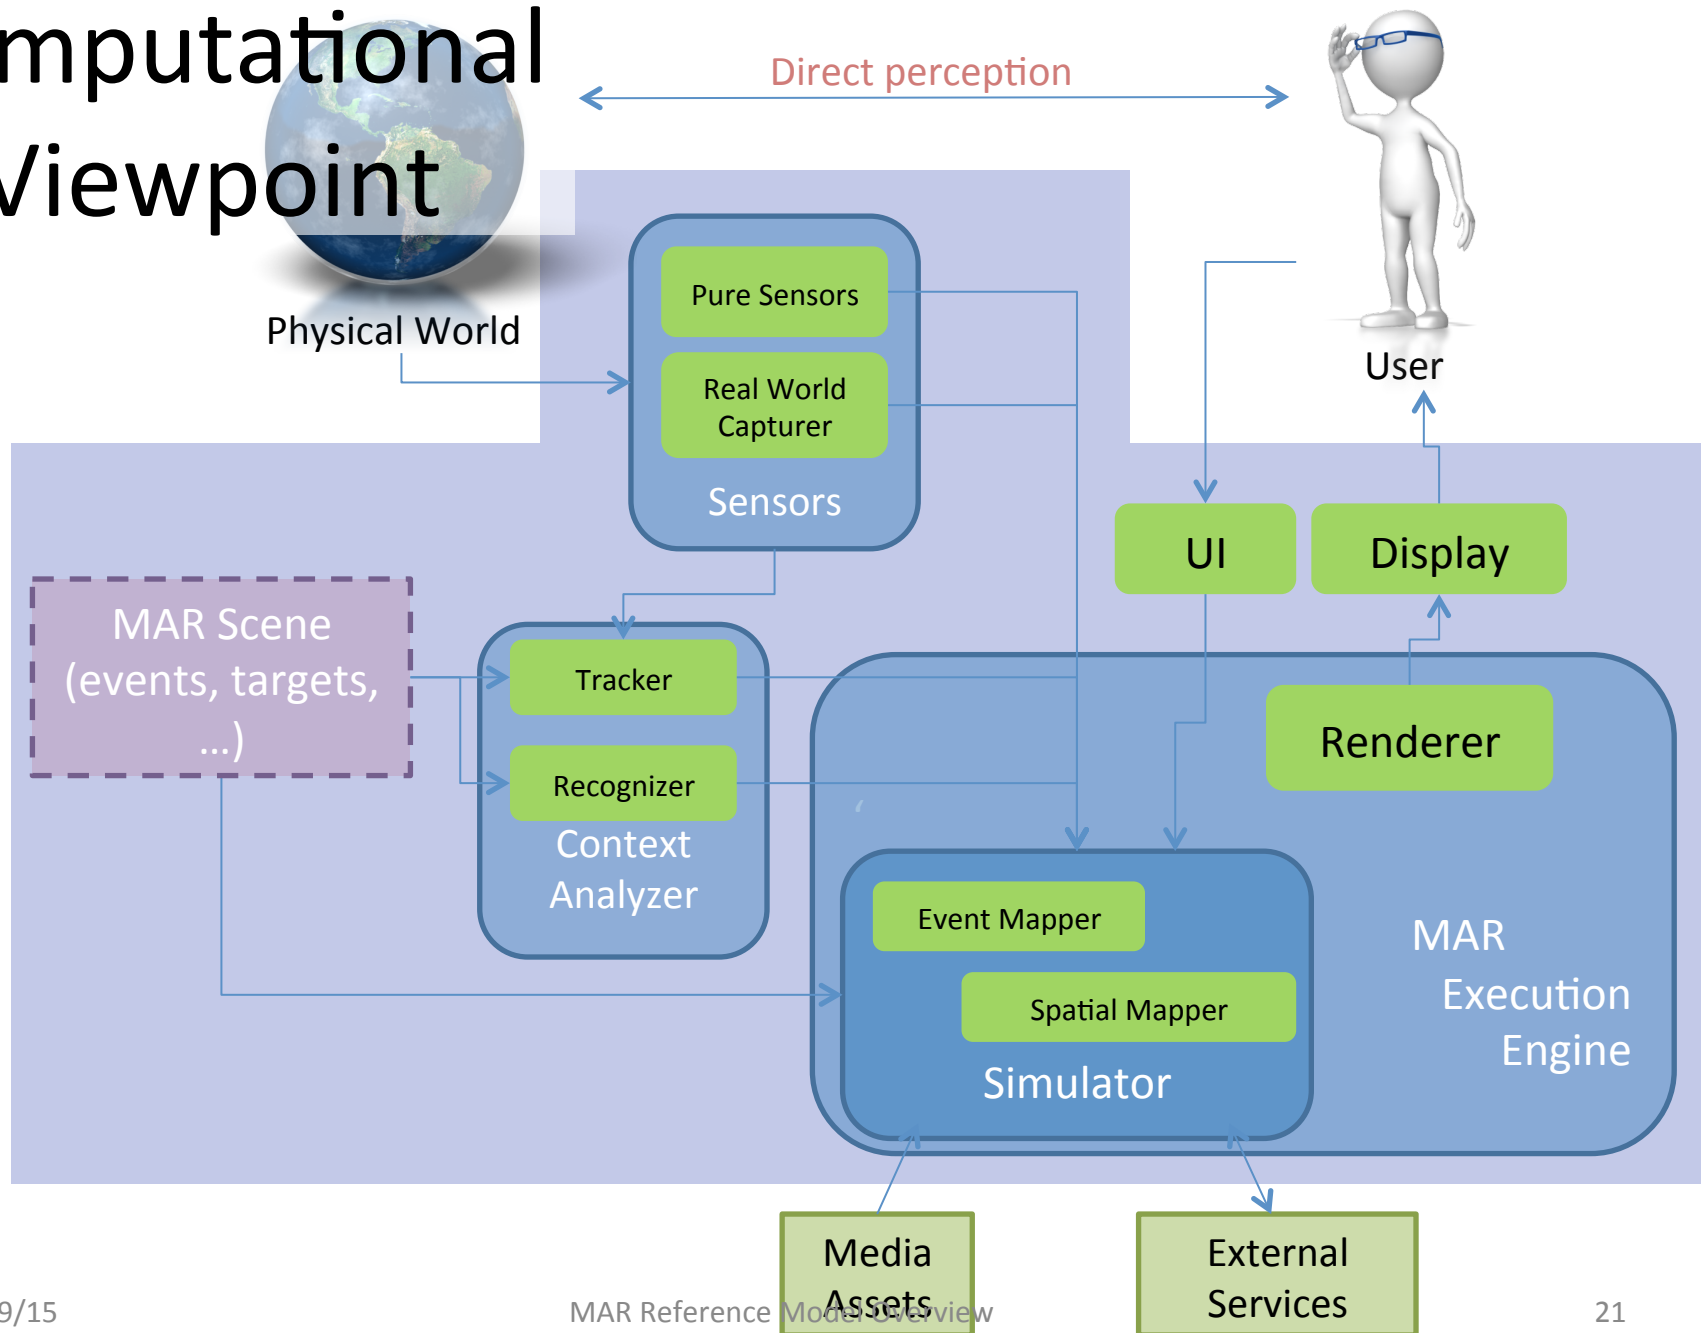 mputational
Viewpoint
Direct perception
Physical World
User
Pure Sensors
Real World
Capturer
Sensors
UI
Display
MAR Scene
(events, targets,
…)
Tracker
Recognizer
Context
Analyzer
Renderer
‘
Event Mapper
Spatial Mapper
Simulator
MAR
Execution
Engine
Media
Assets
External
Services
9/15
MAR Reference Model Overview
21